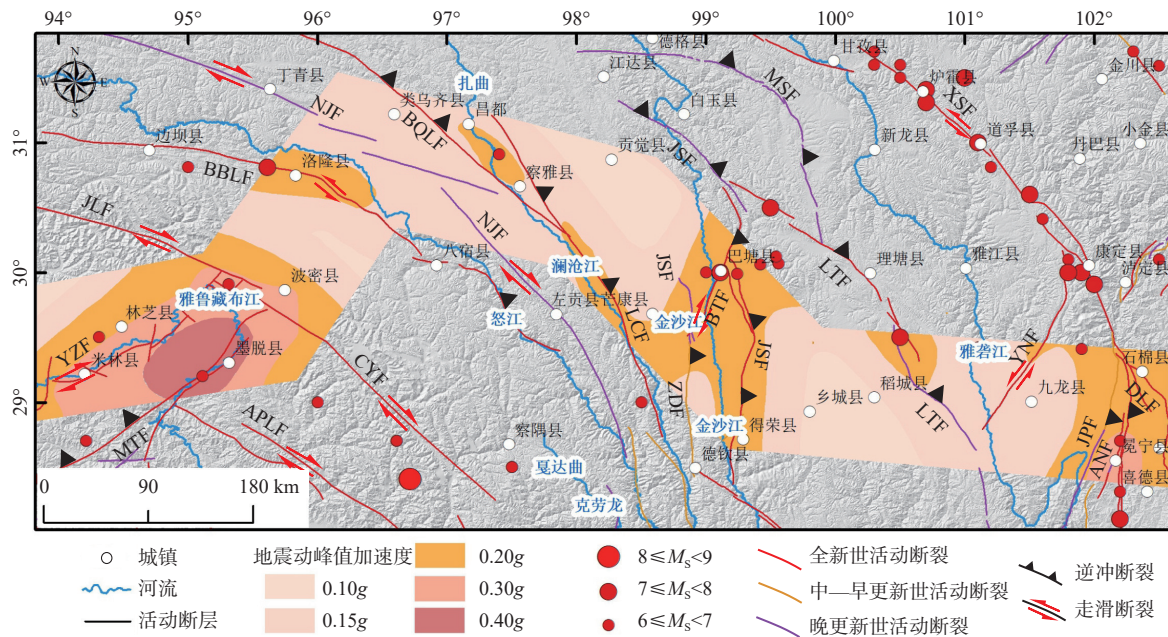 94° 95° 96° 97° 98° 99° 100° 101° 102°
N
W E
S
31°
30°
29°
丁青县
类乌齐县
扎曲
昌都
德格县
江达县
白玉县
甘孜县
炉霍县
金川县
NJF
BQLF
MSF
XSF
边坝县
BBLF
洛隆县
察雅县
贡觉县
JSF
新龙县
道孚县
丹巴县
小金县
JLF
NJF
波密县
八宿县
澜沧江
巴塘县
LTF
理塘县
雅江县
康定县
泸定县
雅鲁藏布江
林芝县
怒江
左贡县
芒康县
JSF
金沙江
BTF
LCF
YZF
米林县
墨脱县
CYF
ZDF
JSF
稻城县
雅砻江
YNF
石棉县
MTF
APLF
察隅县
金沙江
得荣县
乡城县
LTF
九龙县
DLF
戛达曲
德钦县
JPF
ANF
冕宁县
克劳龙
喜德县
0 90 180 km
城镇
河流
活动断层
地震动峰值加速度
0.10g
0.15g
0.20g
0.30g
0.40g
8≤Ms<9
7≤Ms<8
6≤Ms<7
全新世活动断裂
中—早更新世活动断裂
晚更新世活动断裂
逆冲断裂
走滑断裂